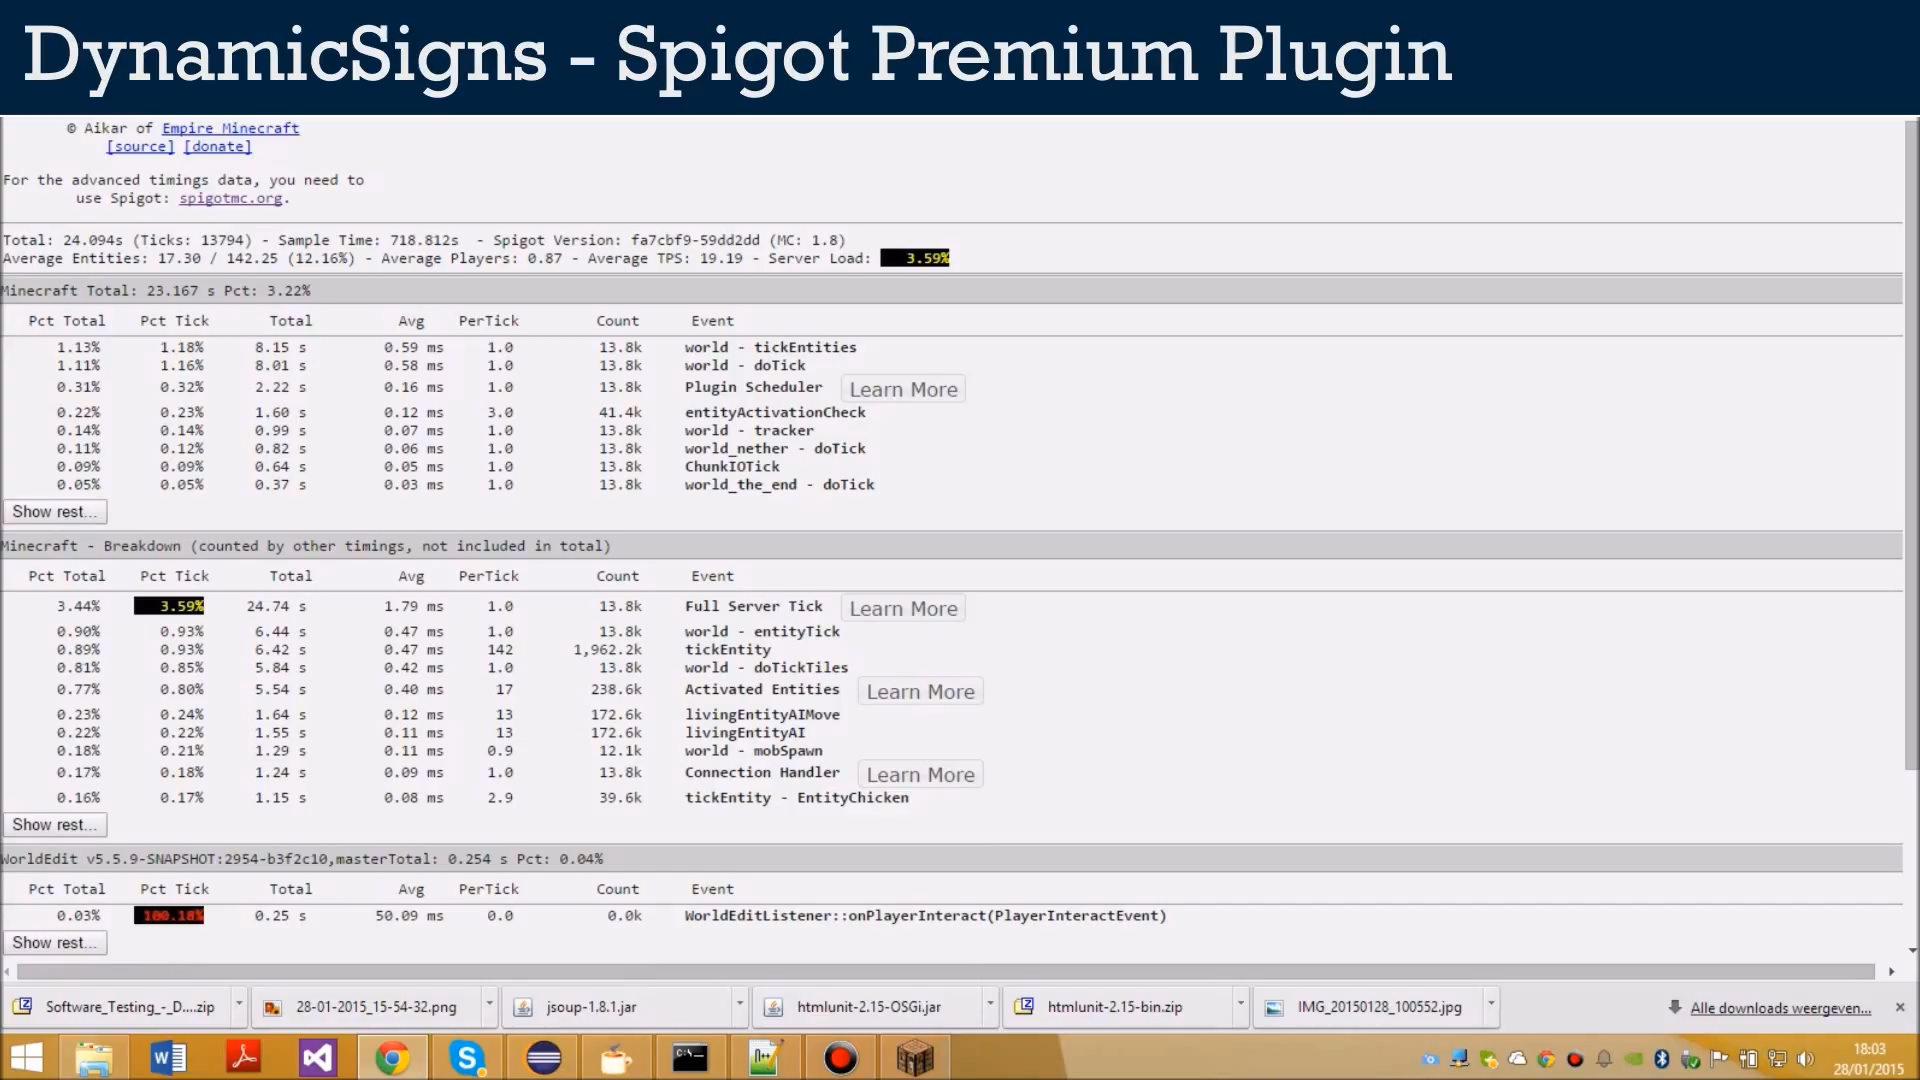 DynamicSigns - Spigot Premium Plugin
© Aikar of Empire Minecraft
[source] [donate]
For the advanced timings data, you need to
use Spigot: spigotmc.org.
Total: 24.094s (Ticks: 13794) - Sample Time: 718.812s - Spigot Version: fa7cbf9-59dd2dd (MC: 1.8)
Average Entities: 17.30 / 142.25 (12.16%) - Average Players: 0.87 - Average TPS: 19.19 - Server Load: 3.59%
Minecraft Total: 23.167 s Pct: 3.22%
Pct Total Pct Tick Total Avg PerTick Count Event
1.13% 1.18% 8.15 s 0.59 ms 1.0 13.8k world - tickEntities
1.11% 1.16% 8.01 s 0.58 ms 1.0 13.8k world - doTick
0.31% 0.32% 2.22 s 0.16 ms 1.0 13.8k Plugin Scheduler Learn More
0.22% 0.23% 1.60 s 0.12 ms 3.0 41.4k entityActivationCheck
0.14% 0.14% 0.99 s 0.07 ms 1.0 13.8k world - tracker
0.11% 0.12% 0.82 s 0.06 ms 1.0 13.8k world_nether - doTick
0.09% 0.09% 0.64 s 0.05 ms 1.0 13.8k ChunkIOTick
0.05% 0.05% 0.37 s 0.03 ms 1.0 13.8k world_the_end - doTick
Show rest...
Minecraft - Breakdown (counted by other timings, not included in total)
Pct Total Pct Tick Total Avg PerTick Count Event
3.44% 3.59% 24.74 s 1.79 ms 1.0 13.8k Full Server Tick Learn More
0.90% 0.93% 6.44 s 0.47 ms 1.0 13.8k world - entityTick
0.89% 0.93% 6.42 s 0.47 ms 142 1,962.2k tickEntity
0.81% 0.85% 5.84 s 0.42 ms 1.0 13.8k world - doTickTiles
0.77% 0.80% 5.54 s 0.40 ms 17 238.6k Activated Entities Learn More
0.23% 0.24% 1.64 s 0.12 ms 13 172.6k livingEntityAIMove
0.22% 0.22% 1.55 s 0.11 ms 13 172.6k livingEntityAI
0.18% 0.21% 1.29 s 0.11 ms 0.9 12.1k world - mobSpawn
0.17% 0.18% 1.24 s 0.09 ms 1.0 13.8k Connection Handler Learn More
0.16% 0.17% 1.15 s 0.08 ms 2.9 39.6k tickEntity - EntityChicken
Show rest...
WorldEdit v5.5.9-SNAPSHOT:2954-b3f2c10,masterTotal: 0.254 s Pct: 0.04%
Pct Total Pct Tick Total Avg PerTick Count Event
0.03% 100.18% 0.25 s 50.09 ms 0.0 0.0k WorldEditListener::onPlayerInteract(PlayerInteractEvent)
Show rest...
Software_Testing_-_D....zip 28-01-2015_15-54-32.png jsoup-1.8.1.jar htmlunit-2.15-OSGi.jar htmlunit-2.15-bin.zip IMG_20150128_100552.jpg Alle downloads weergeven...
18:03
28/01/2015